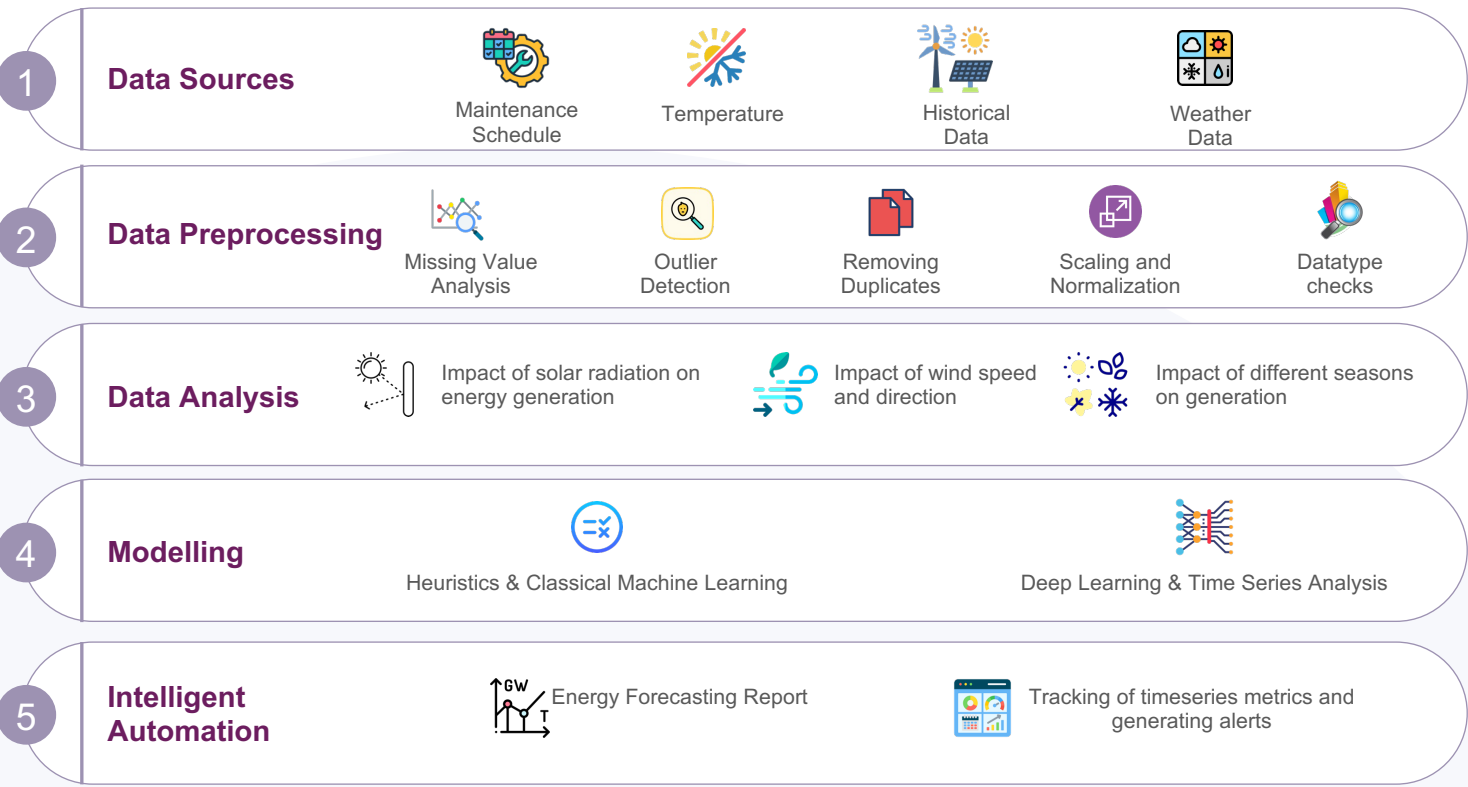 1
Data Sources
Maintenance
Schedule
Temperature
Historical
Data
Weather
Data
2
Data Preprocessing
Missing Value
Analysis
Outlier
Detection
Removing
Duplicates
Scaling and
Normalization
Datatype
checks
3
Data Analysis
Impact of solar radiation on
energy generation
Impact of wind speed
and direction
Impact of different seasons
on generation
4
Modelling
Heuristics & Classical Machine Learning
Deep Learning & Time Series Analysis
5
Intelligent
Automation
GW
T
Energy Forecasting Report
Tracking of timeseries metrics and
generating alerts